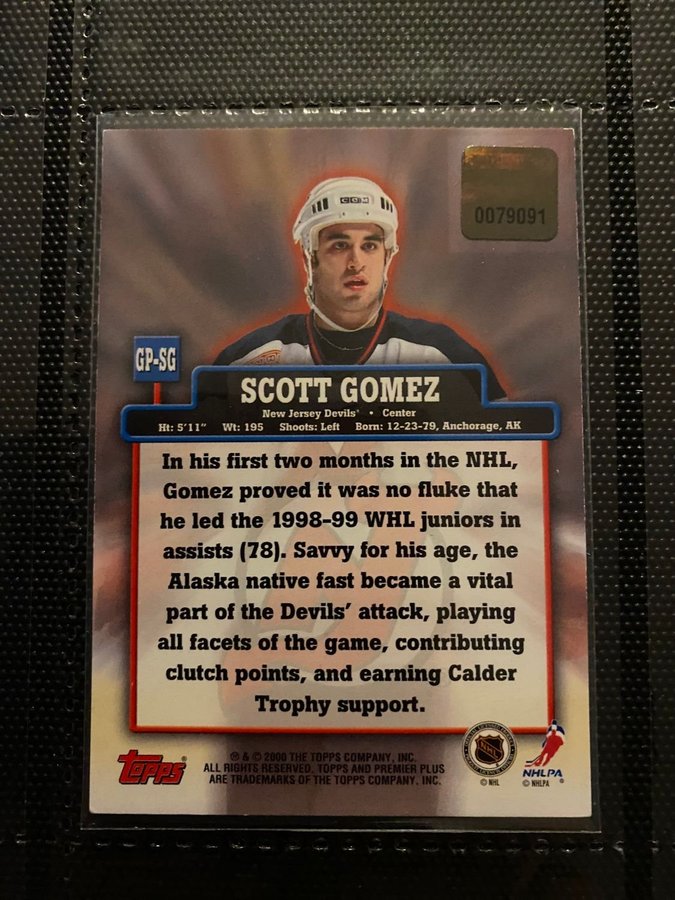 CCM
0079091
GP-SG
SCOTT GOMEZ
New Jersey Devils® • Center
Ht: 5'11" Wt: 195 Shoots: Left Born: 12-23-79, Anchorage, AK
In his first two months in the NHL,
Gomez proved it was no fluke that
he led the 1998-99 WHL juniors in
assists (78). Savvy for his age, the
Alaska native fast became a vital
part of the Devils' attack, playing
all facets of the game, contributing
clutch points, and earning Calder
Trophy support.
Topps®
® & © 2000 THE TOPPS COMPANY, INC.
ALL RIGHTS RESERVED. TOPPS AND PREMIER PLUS
ARE TRADEMARKS OF THE TOPPS COMPANY, INC.
NHL
© NHL
NHLPA®
© NHLPA